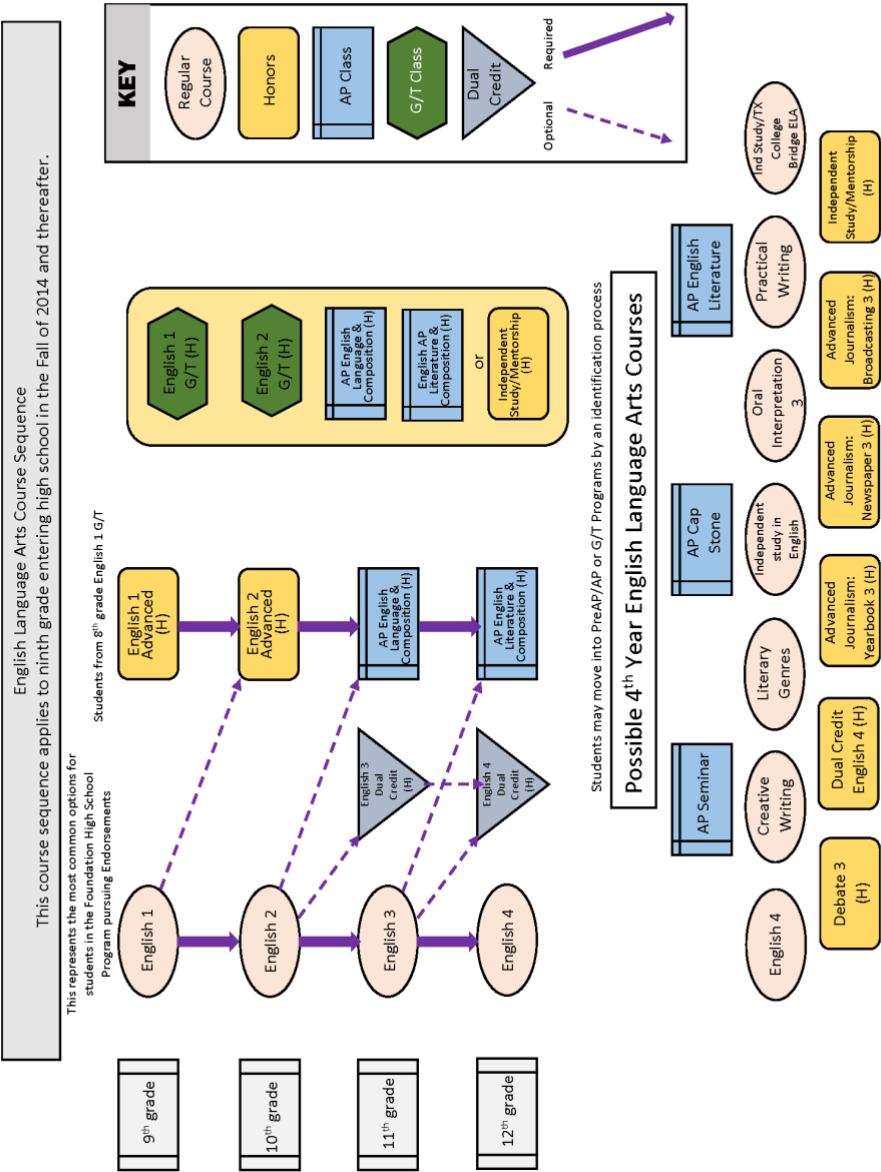 English Language Arts Course Sequence
This course sequence applies to ninth grade entering high school in the Fall of 2014 and thereafter.
This represents the most common options for
students in the Foundation High School
Program pursuing Endorsements
Students from 8th grade English 1 G/T
KEY
Regular
Course
Honors
AP Class
G/T Class
Dual
Credit
Optional
Required
9th grade
English 1
English 1
Advanced
(H)
English 1
G/T (H)
10th grade
English 2
English 2
Advanced
(H)
English 2
G/T (H)
11th grade
English 3
English 3
Dual
Credit
(H)
AP English
Language &
Composition (H)
AP English
Language &
Composition (H)
12th grade
English 4
English 4
Dual
Credit
(H)
AP English
Literature &
Composition (H)
English AP
Literature &
Composition (H)
or
Independent
Study/Mentorship
(H)
Students may move into PreAP/AP or G/T Programs by an identification process
Possible 4th Year English Language Arts Courses
AP Seminar
AP Cap
Stone
AP English
Literature
English 4
Creative
Writing
Literary
Genres
Independent
study in
English
Oral
Interpretation
3
Practical
Writing
Ind Study/TX
College
Bridge ELA
Debate 3
(H)
Dual Credit
English 4 (H)
Advanced
Journalism:
Yearbook 3 (H)
Advanced
Journalism:
Newspaper 3 (H)
Advanced
Journalism:
Broadcasting 3 (H)
Independent
Study/Mentorship
(H)